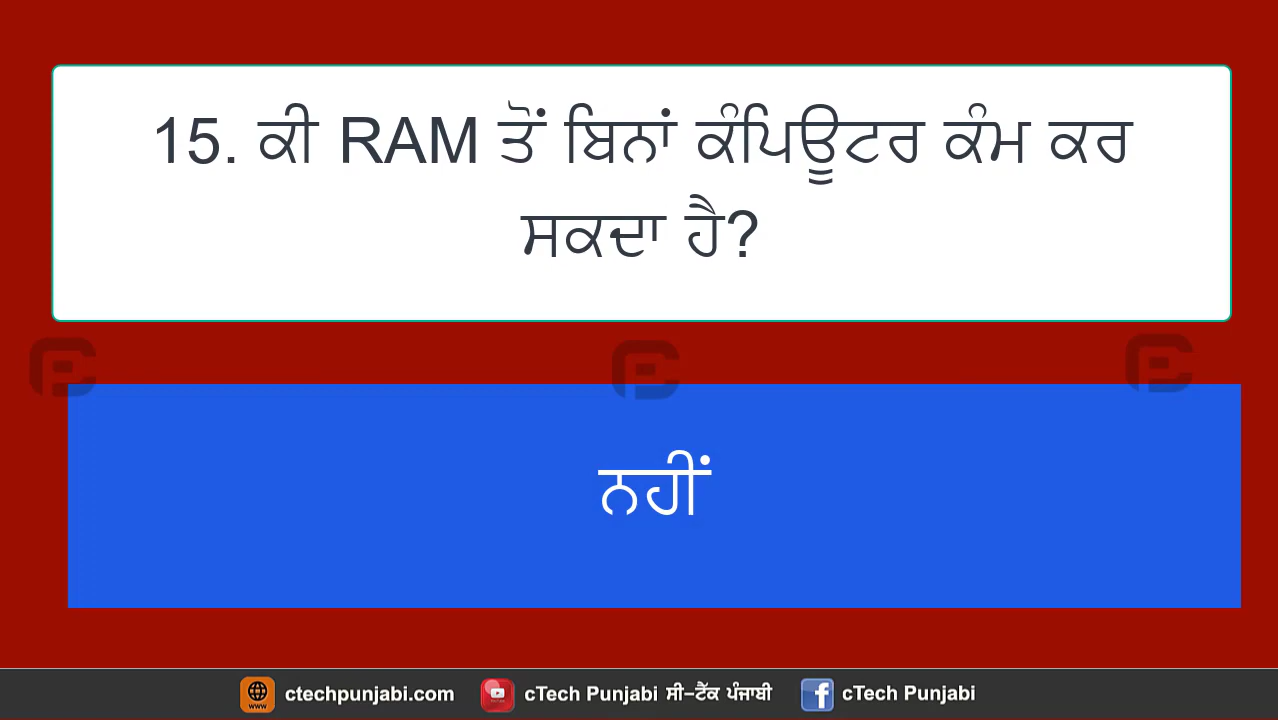 15. ਕੀ RAM ਤੋਂ ਬਿਨਾਂ ਕੰਪਿਊਟਰ ਕੰਮ ਕਰ
ਸਕਦਾ ਹੈ?
ਨਹੀਂ
ctechpunjabi.com cTech Punjabi ਸੀ-ਟੈੱਕ ਪੰਜਾਬੀ cTech Punjabi